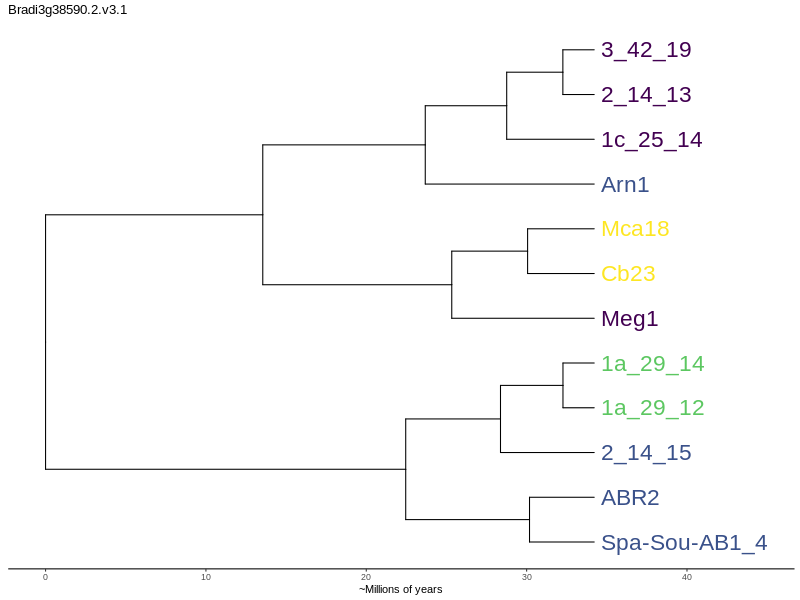 Bradi3g38590.2.v3.1
3_42_19
2_14_13
1c_25_14
Arn1
Mca18
Cb23
Meg1
1a_29_14
1a_29_12
2_14_15
ABR2
Spa-Sou-AB1_4
0 10 20 30 40
~Millions of years